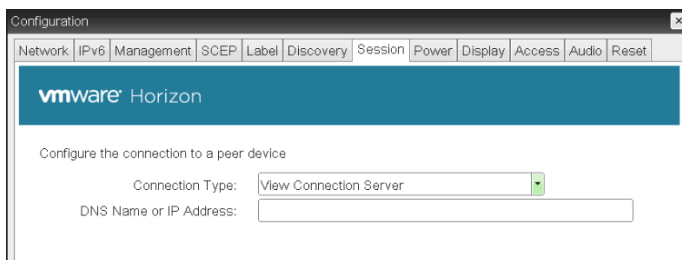 Configuration
Network IPv6 Management SCEP Label Discovery Session Power Display Access Audio Reset
vmware Horizon
Configure the connection to a peer device
Connection Type: View Connection Server
DNS Name or IP Address: